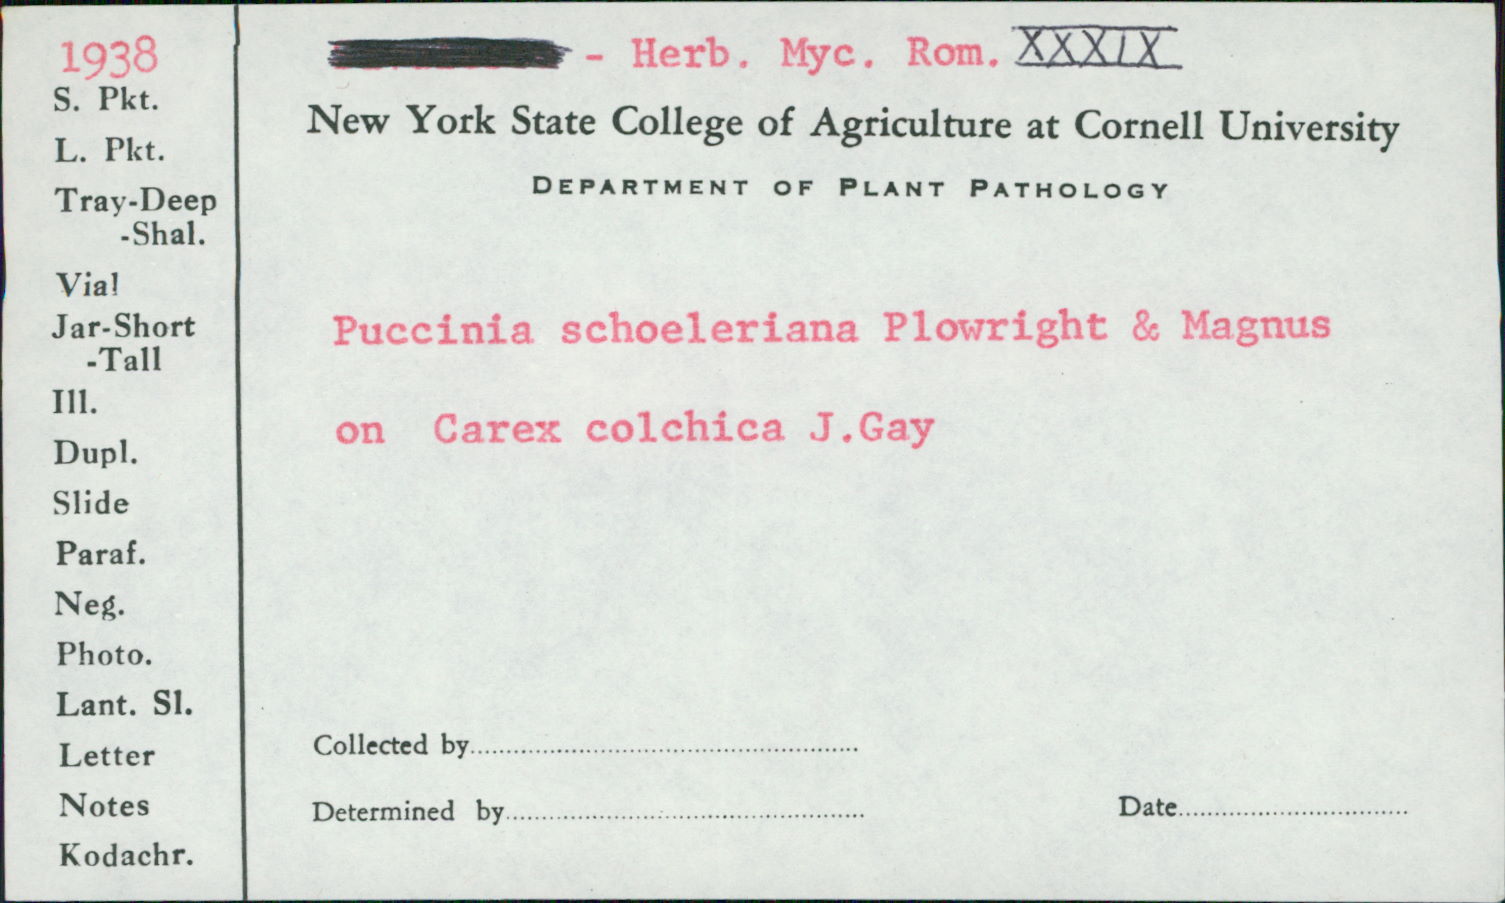 1938
- Herb. Myc. Rom. XXXIX
New York State College of Agriculture at Cornell University
DEPARTMENT OF PLANT PATHOLOGY
S. Pkt.
L. Pkt.
Tray-Deep
-Shal.
Vial
Jar-Short
-Tall
Ill.
Dupl.
Slide
Paraf.
Neg.
Photo.
Lant. Sl.
Letter
Notes
Kodachr.
Puccinia schoeleriana Plowright & Magnus
on Carex colchica J.Gay
Collected by
Determined by
Date